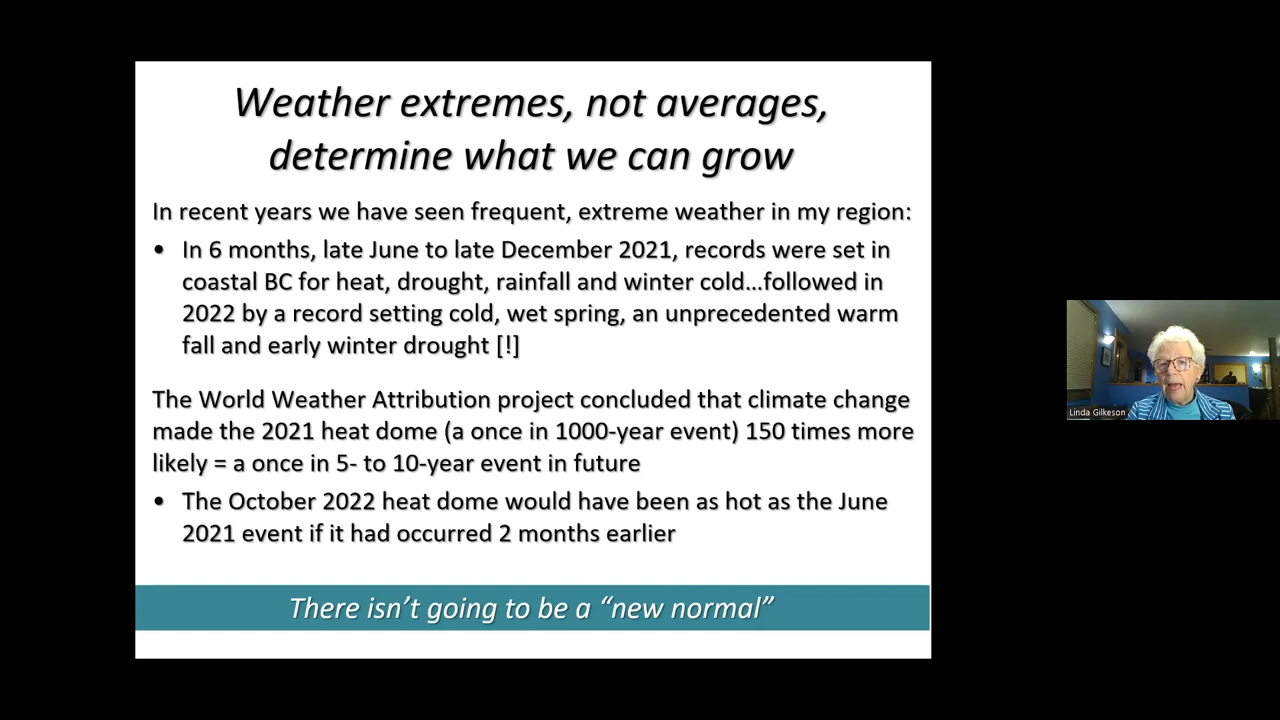 Weather extremes, not averages,
determine what we can grow
In recent years we have seen frequent, extreme weather in my region:
• In 6 months, late June to late December 2021, records were set in
coastal BC for heat, drought, rainfall and winter cold…followed in
2022 by a record setting cold, wet spring, an unprecedented warm
fall and early winter drought [!]
The World Weather Attribution project concluded that climate change
made the 2021 heat dome (a once in 1000-year event) 150 times more
likely = a once in 5- to 10-year event in future
• The October 2022 heat dome would have been as hot as the June
2021 event if it had occurred 2 months earlier
There isn’t going to be a “new normal”
Linda Gilkeson